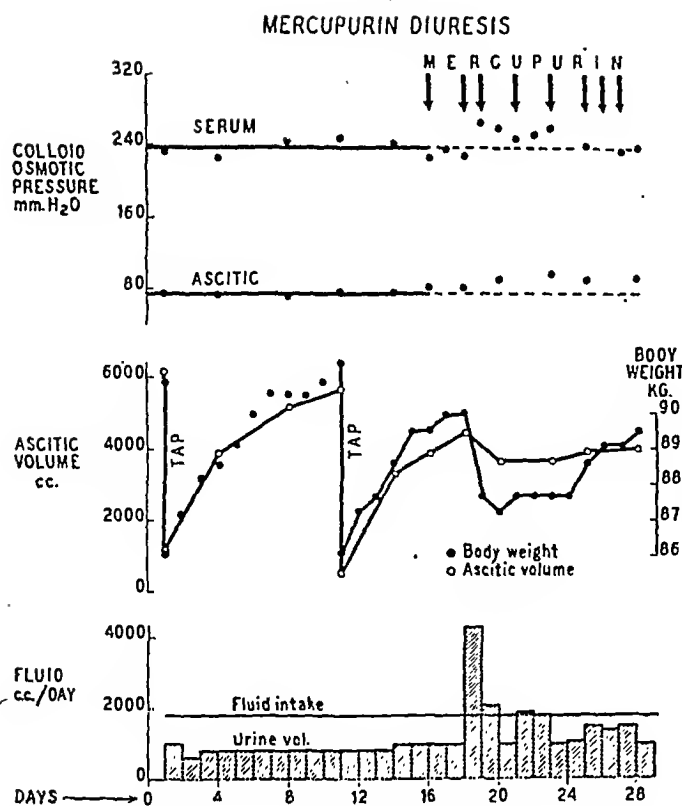 MERCUPURIN DIURESIS
M E R C U P U R I N
320
SERUM
240
COLLOID
OSMOTIC
PRESSURE
mm. H₂O
160
ASCITIC
80
BODY
WEIGHT
KG.
6000
90
TAP
TAP
ASCITIC
VOLUME
cc.
4000
89
88
2000
87
Body weight
86
Ascitic volume
0
4000
FLUID
c.c./DAY
2000
Fluid intake
Urine vol.
0
DAYS
0 4 8 12 16 20 24 28